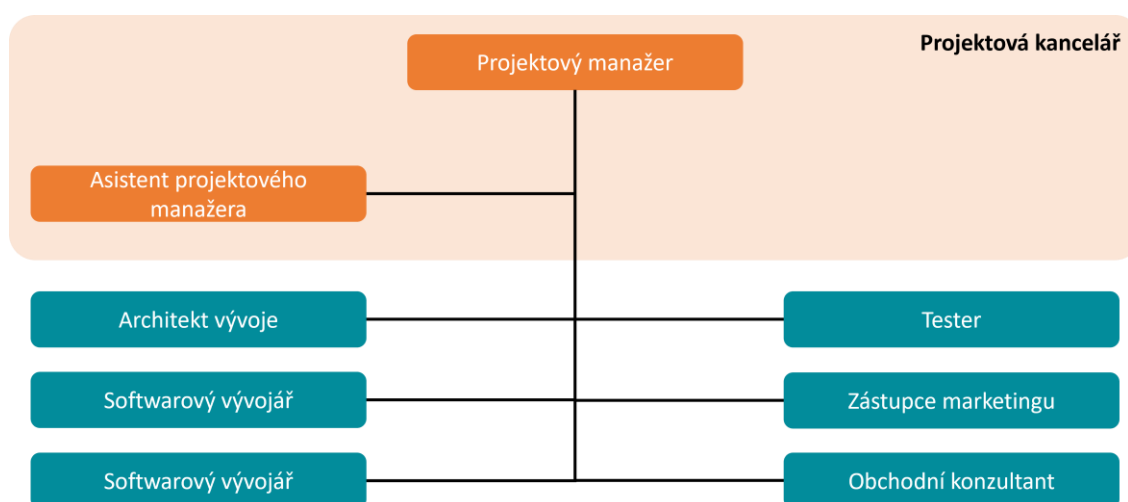 Projektová kancelář
Projektový manažer
Asistent projektového
manažera
Architekt vývoje
Tester
Softwarový vývojář
Zástupce marketingu
Softwarový vývojář
Obchodní konzultant